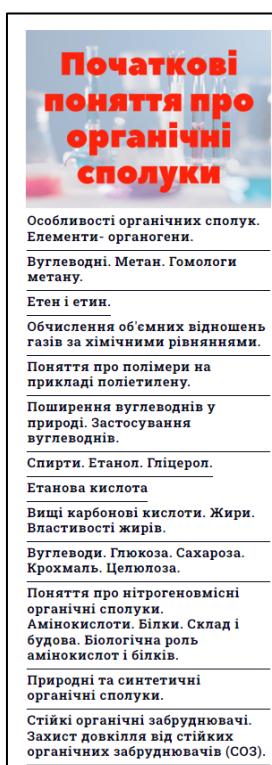 Початкові
поняття про
органічні
сполуки
Особливості органічних сполук.
Елементи- органогени.
Вуглеводні. Метан. Гомологи
метану.
Етен і етин.
Обчислення об'ємних відношень
газів за хімічними рівняннями.
Поняття про полімери на
прикладі поліетилену.
Поширення вуглеводнів у
природі. Застосування
вуглеводнів.
Спирти. Етанол. Гліцерол.
Етанова кислота
Вищі карбонові кислоти. Жири.
Властивості жирів.
Вуглеводи. Глюкоза. Сахароза.
Крохмаль. Целюлоза.
Поняття про нітрогеновмісні
органічні сполуки.
Амінокислоти. Білки. Склад і
будова. Біологічна роль
амінокислот і білків.
Природні та синтетичні
органічні сполуки.
Стійкі органічні забруднювачі.
Захист довкілля від стійких
органічних забруднювачів (СОЗ).